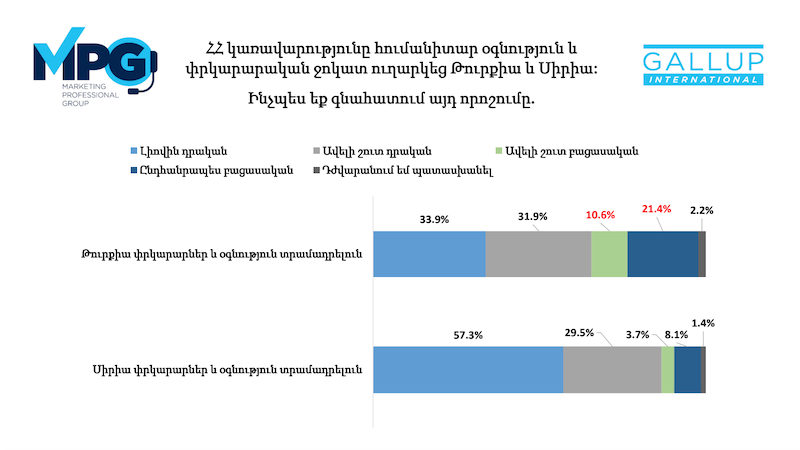 MPG
MARKETING
PROFESSIONAL
GROUP
ՀՀ կառավարությունը հումանիտար օգնություն և
փրկարարական ջոկատ ուղարկեց Թուրքիա և Սիրիա:
Ինչպես եք գնահատում այդ որոշումը.
GALLUP
INTERNATIONAL
Լիովին դրական
Ավելի շուտ դրական
Ավելի շուտ բացասական
Ընդհանրապես բացասական
Դժվարանում եմ պատասխանել
33.9%
31.9%
10.6%
21.4%
2.2%
Թուրքիա փրկարարներ և օգնություն տրամադրելուն
57.3%
29.5%
3.7%
8.1%
1.4%
Սիրիա փրկարարներ և օգնություն տրամադրելուն